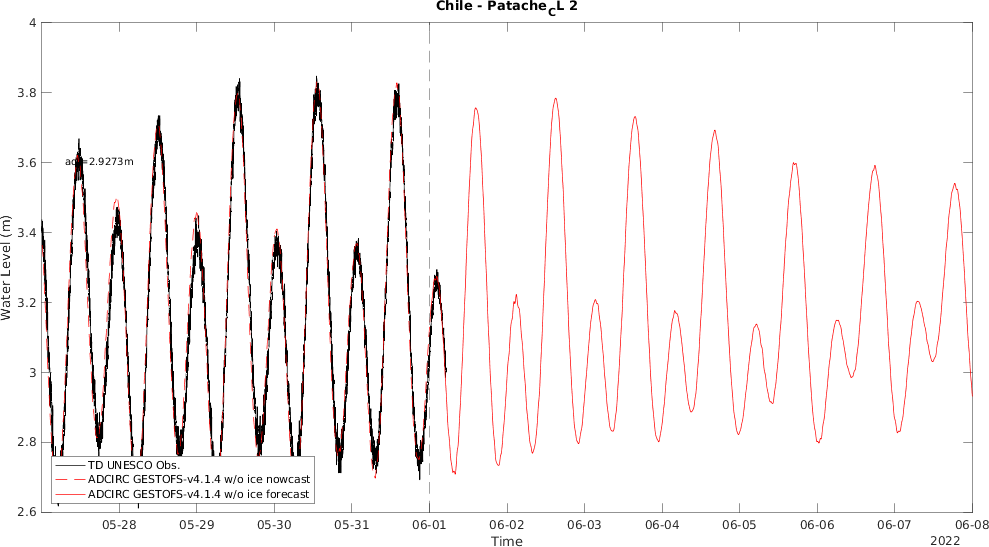 Chile - Patache_CL 2
4
3.8
3.6
3.4
3.2
3
2.8
2.6
Water Level (m)
=2.9273m
TD UNESCO Obs.
ADCIRC GESTOFS-v4.1.4 w/o ice nowcast
ADCIRC GESTOFS-v4.1.4 w/o ice forecast
05-28 05-29 05-30 05-31 06-01 06-02 06-03 06-04 06-05 06-06 06-07 06-08
Time
2022